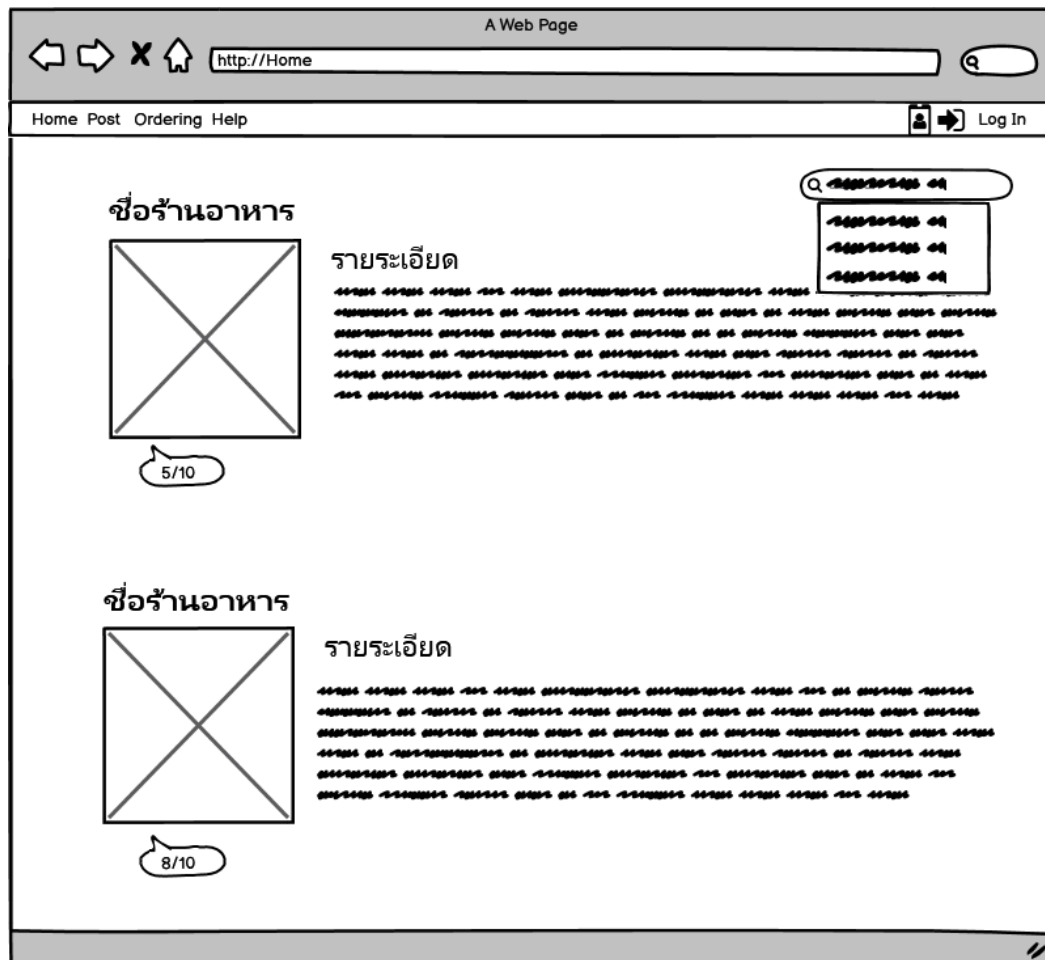 A Web Page
http://Home
Home Post Ordering Help Log In
ชื่อร้านอาหาร
รายระเอียด
5/10
ชื่อร้านอาหาร
รายระเอียด
8/10